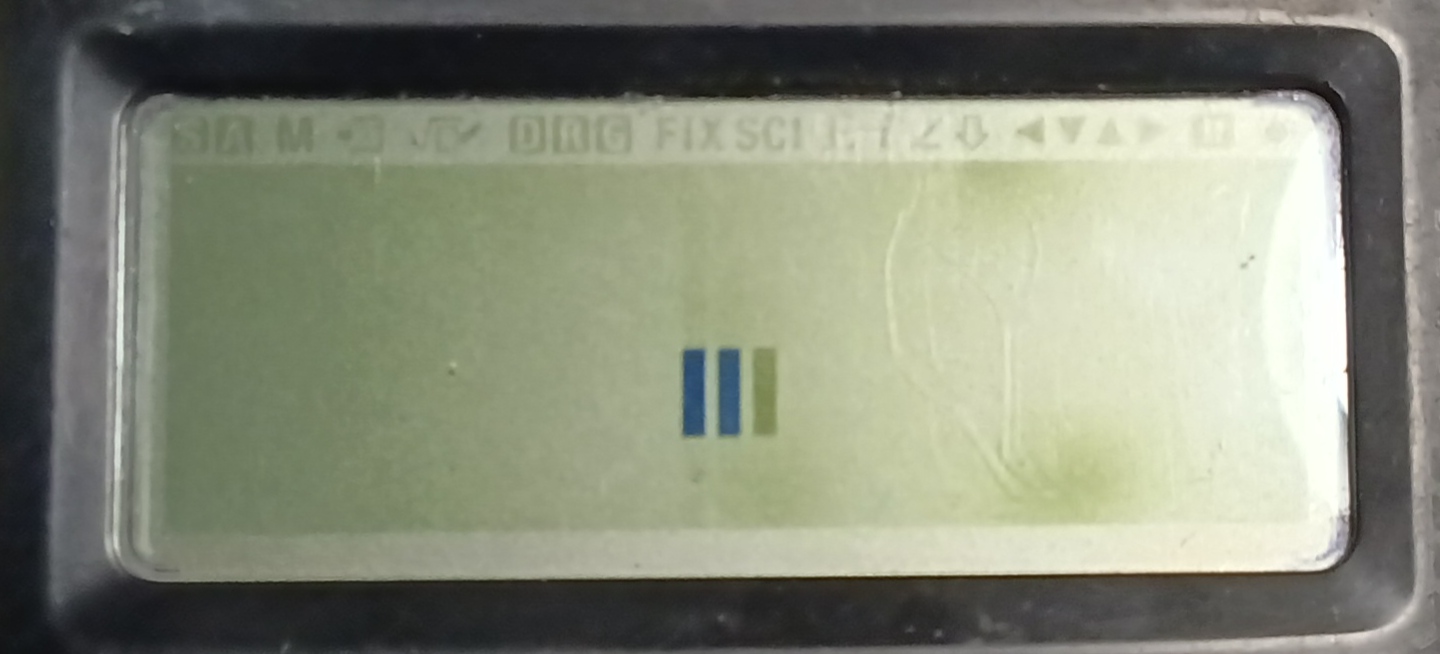 S A M D R G FIX SCI i ∠ ⇩ ◀ ▼ ▲ ▶